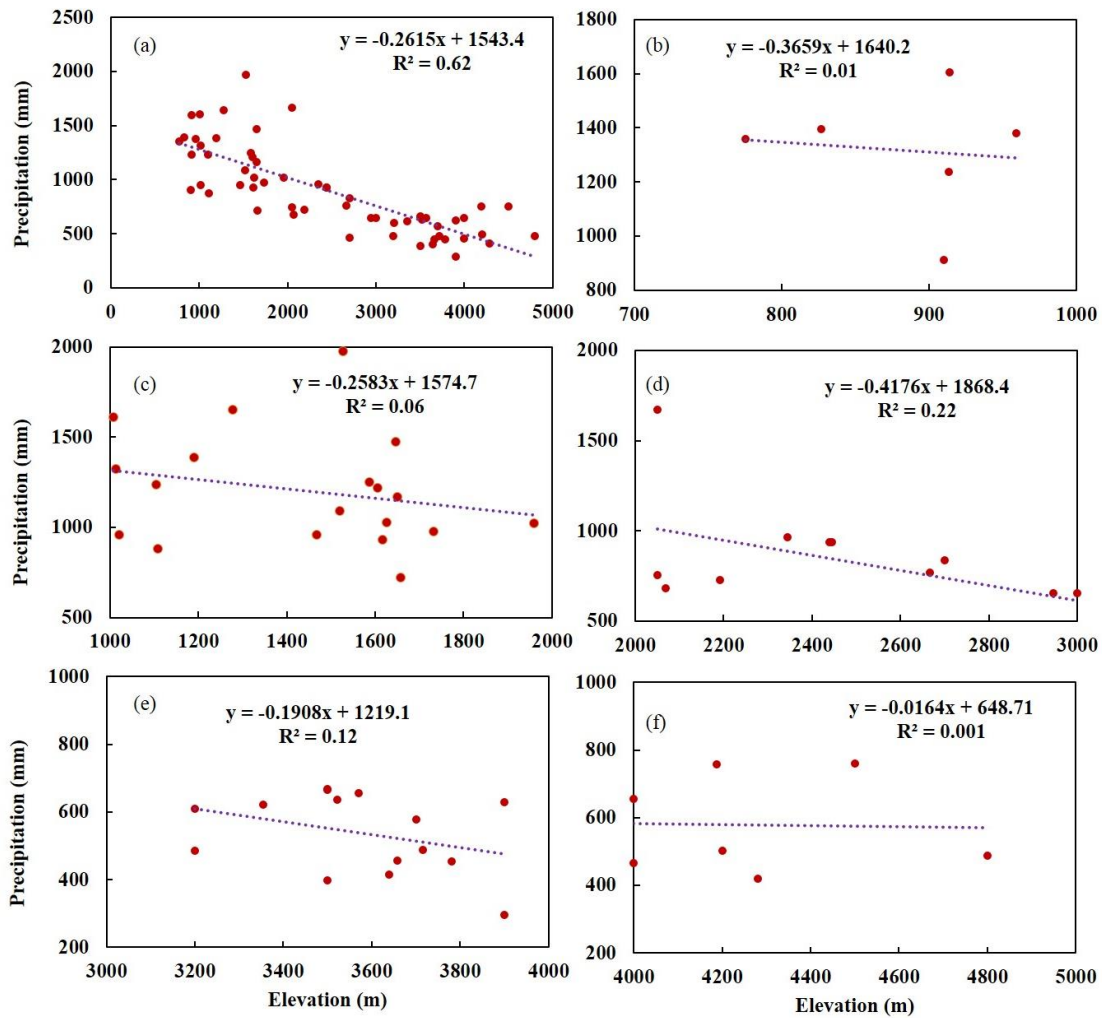 (a)
y = -0.2615x + 1543.4
R² = 0.62
Precipitation (mm)
2500
2000
1500
1000
500
0
0 1000 2000 3000 4000 5000
(b)
y = -0.3659x + 1640.2
R² = 0.01
1800
1600
1400
1200
1000
800
700 800 900 1000
(c)
y = -0.2583x + 1574.7
R² = 0.06
Precipitation (mm)
2000
1500
1000
500
1000 1200 1400 1600 1800 2000
(d)
y = -0.4176x + 1868.4
R² = 0.22
2000
1500
1000
500
2000 2200 2400 2600 2800 3000
(e)
y = -0.1908x + 1219.1
R² = 0.12
Precipitation (mm)
1000
800
600
400
200
3000 3200 3400 3600 3800 4000
Elevation (m)
(f)
y = -0.0164x + 648.71
R² = 0.001
1000
800
600
400
200
4000 4200 4400 4600 4800 5000
Elevation (m)